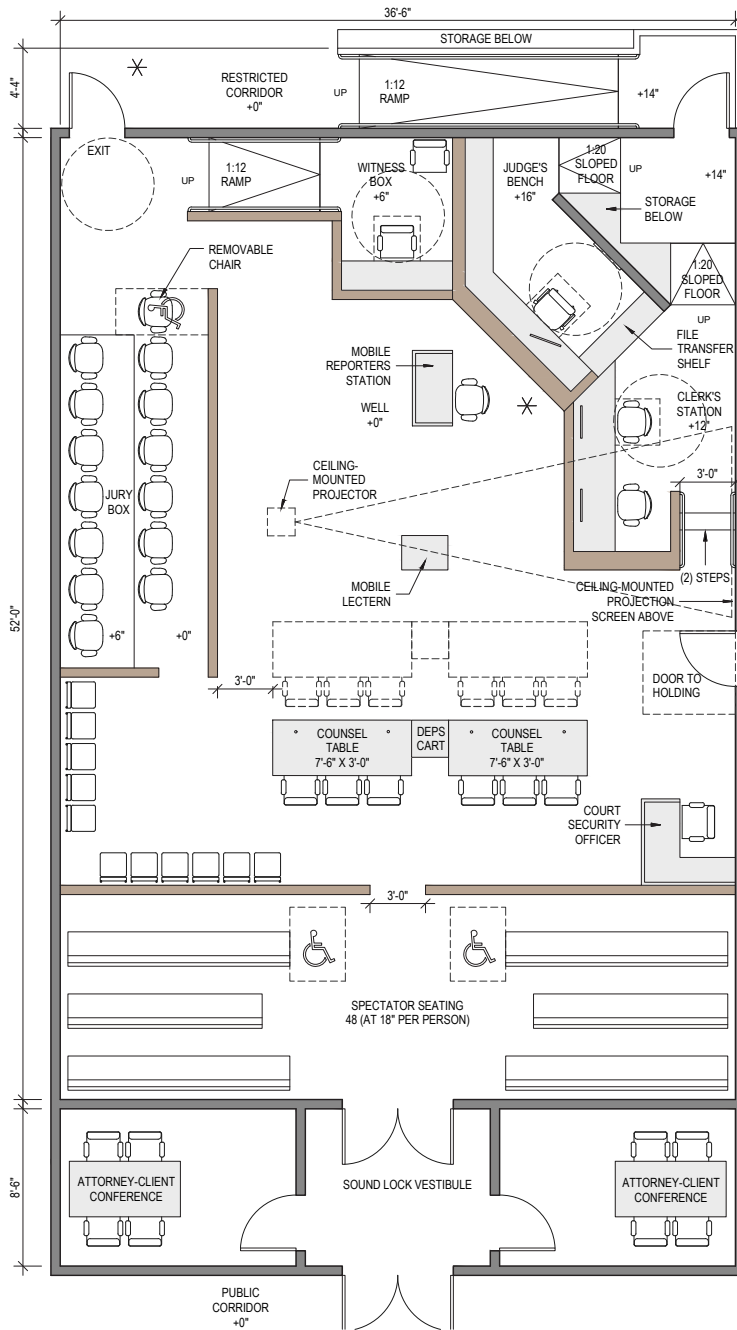 36'-6"
STORAGE BELOW
4'-4"
RESTRICTED
CORRIDOR
+0"
UP
1:12
RAMP
+14"
EXIT
UP
1:12
RAMP
WITNESS
BOX
+6"
JUDGE'S
BENCH
+16"
1:20
SLOPED
FLOOR
UP
+14"
STORAGE
BELOW
REMOVABLE
CHAIR
1:20
SLOPED
FLOOR
UP
FILE
TRANSFER
SHELF
MOBILE
REPORTERS
STATION
WELL
+0"
CLERK'S
STATION
+12"
CEILING-
MOUNTED
PROJECTOR
3'-0"
JURY
BOX
(2) STEPS
MOBILE
LECTERN
CEILING-MOUNTED
PROJECTION
SCREEN ABOVE
52'-0"
+6"
+0"
3'-0"
DOOR TO
HOLDING
COUNSEL
TABLE
7'-6" X 3'-0"
DEPS
CART
COUNSEL
TABLE
7'-6" X 3'-0"
COURT
SECURITY
OFFICER
3'-0"
SPECTATOR SEATING
48 (AT 18" PER PERSON)
8'-6"
ATTORNEY-CLIENT
CONFERENCE
SOUND LOCK VESTIBULE
ATTORNEY-CLIENT
CONFERENCE
PUBLIC
CORRIDOR
+0"